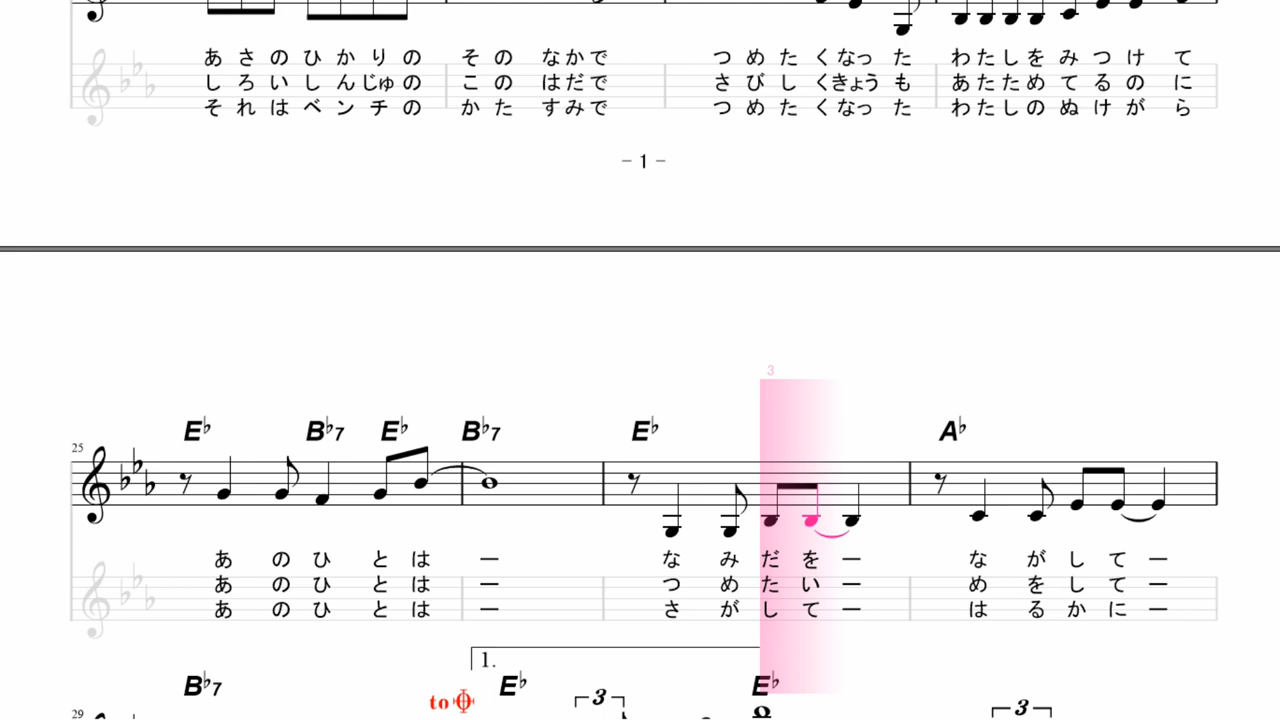 あさのひかりの そのなかで つめたくなった わたしをみつけて
しろいしんじゅの このはだで さびしくきょうも あたためてるのに
それはベンチの かたすみで つめたくなった わたしのぬけがら
- 1 -
3
E♭ B♭7 E♭ B♭7 E♭ A♭
25
あのひとは ー なみだを ー ながして ー
あのひとは ー つめたい ー めをして ー
あのひとは ー さがして ー はるかに ー
1.
B♭7 to E♭ 3 E♭ 3
29